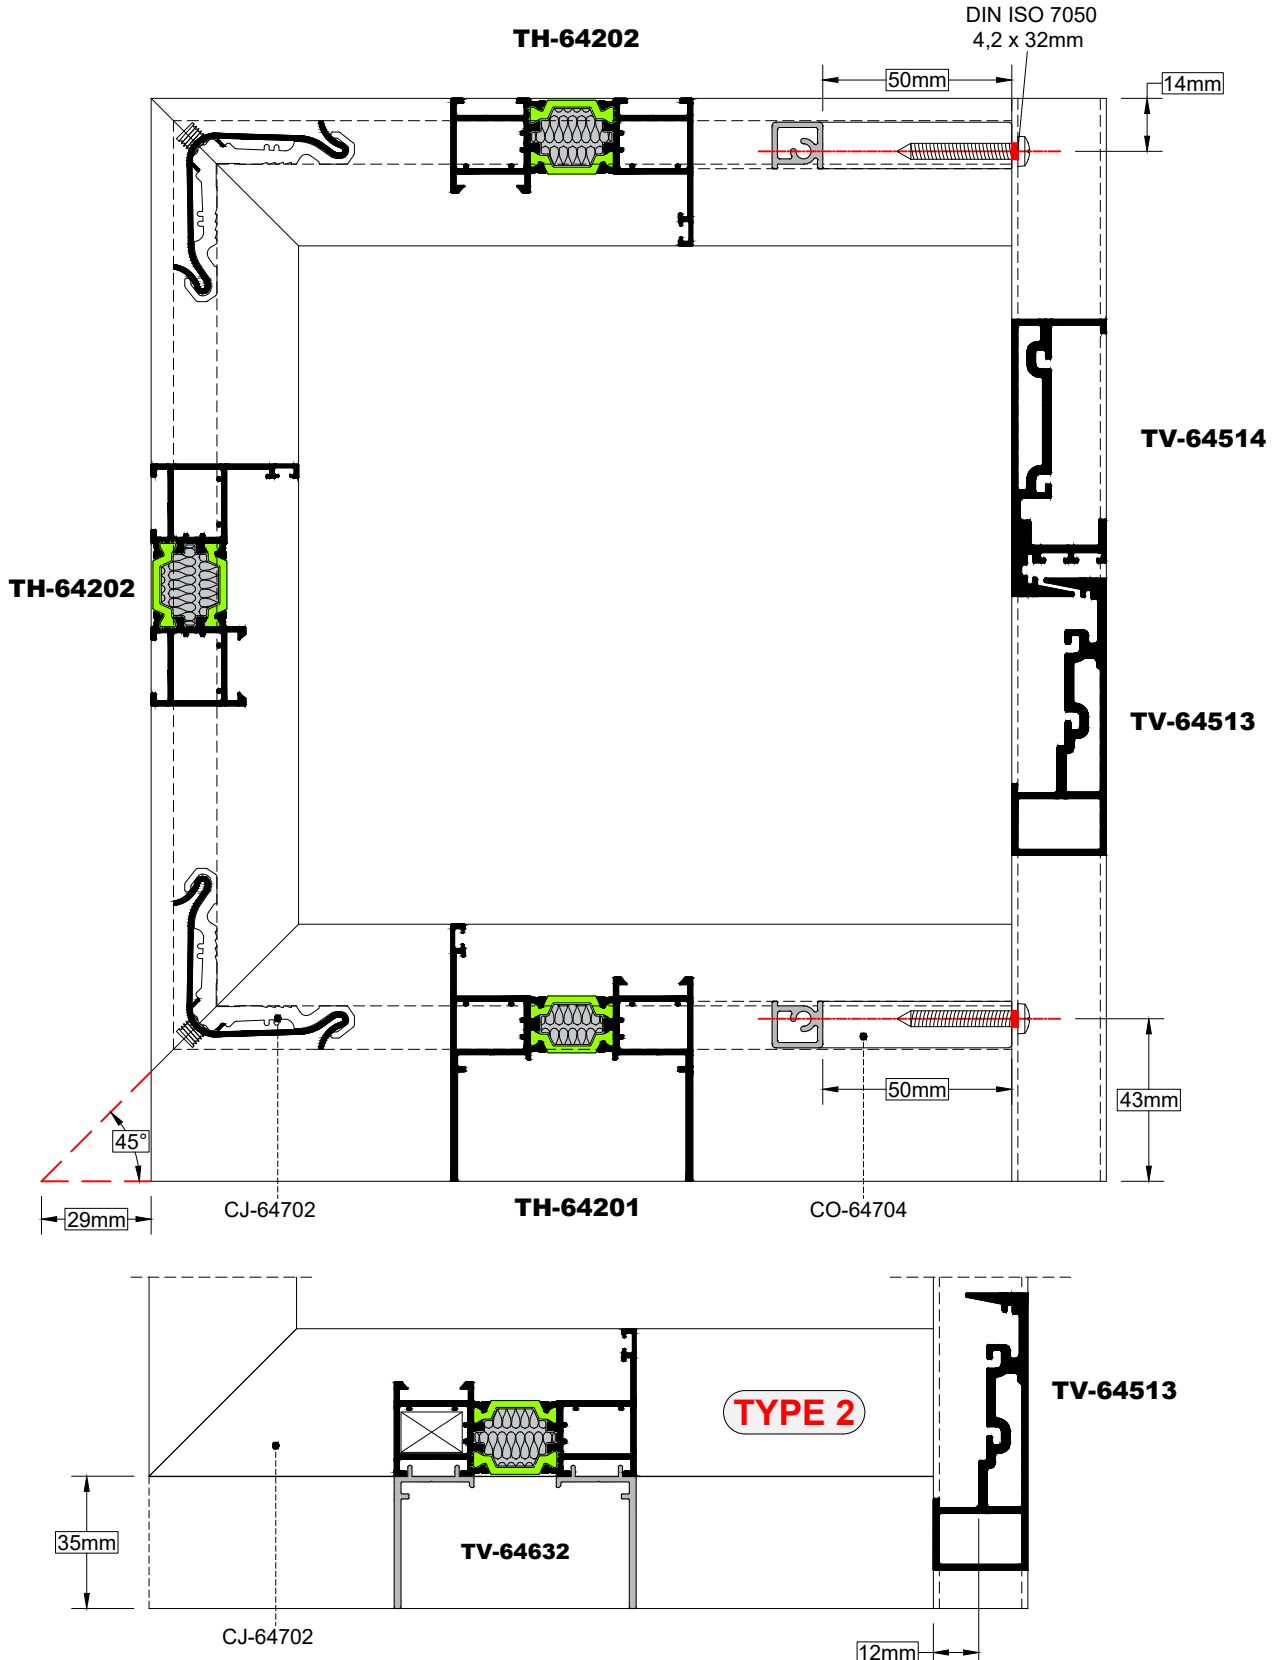 DIN ISO 7050
4,2 x 32mm
TH-64202
50mm
14mm
TV-64514
TH-64202
TV-64513
50mm
43mm
45°
29mm
CJ-64702
TH-64201
CO-64704
TYPE 2
TV-64513
35mm
TV-64632
CJ-64702
12mm